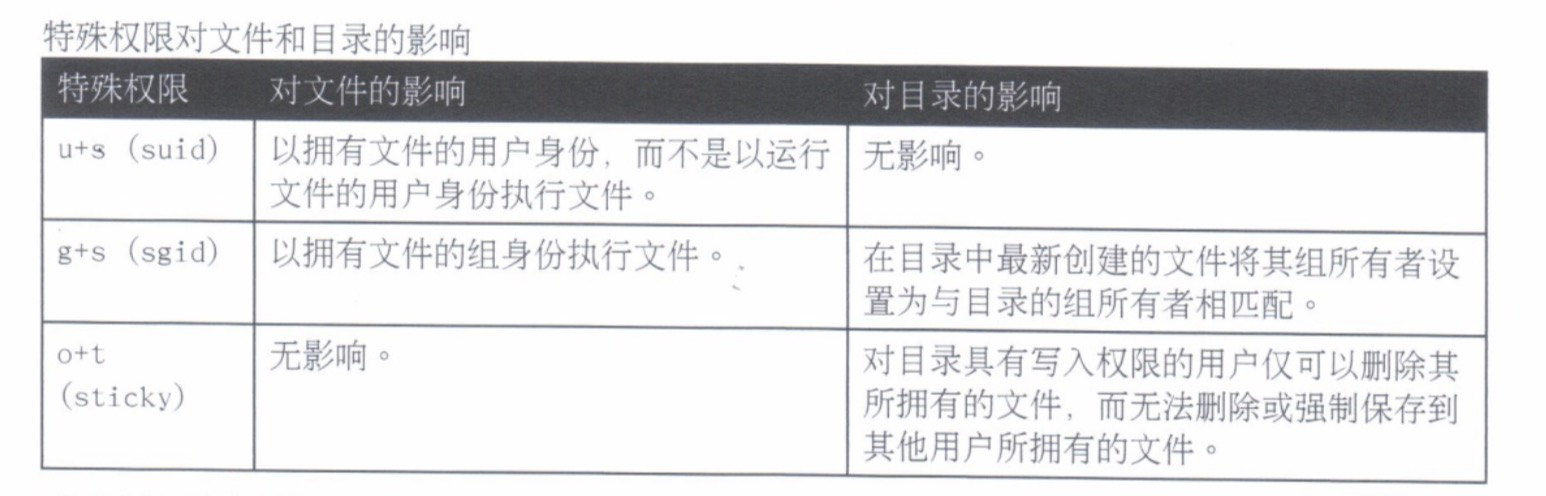 特殊权限对文件和目录的影响
特殊权限 对文件的影响 对目录的影响
u+s (suid) 以拥有文件的用户身份，而不是以运行 无影响。
文件的用户身份执行文件。
g+s (sgid) 以拥有文件的组身份执行文件。 在目录中最新创建的文件将其组所有者设
置为与目录的组所有者相匹配。
o+t 无影响。 对目录具有写入权限的用户仅可以删除其
(sticky) 所拥有的文件，而无法删除或强制保存到
其他用户所拥有的文件。